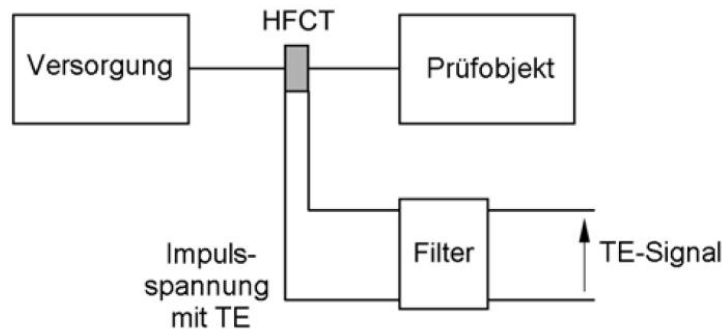 HFCT
Versorgung
Prüfobjekt
Impuls-
spannung
mit TE
Filter
TE-Signal